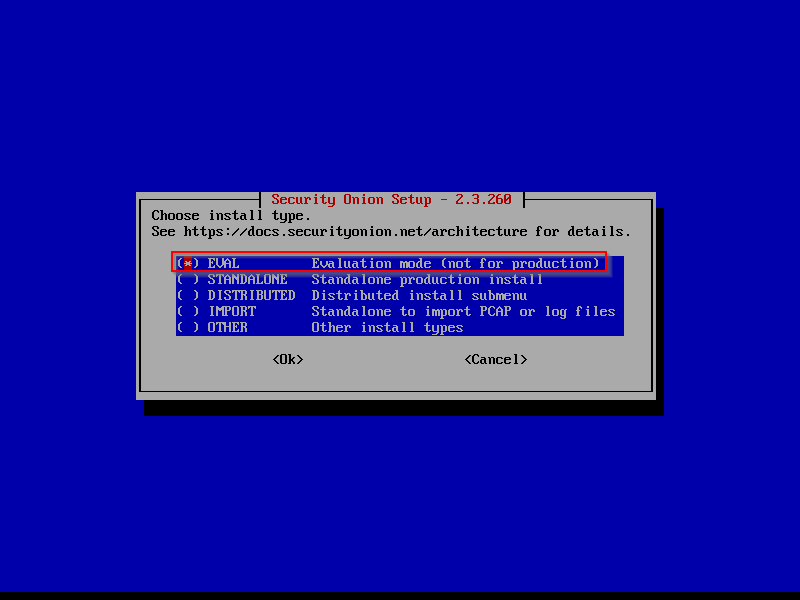 Security Onion Setup - 2.3.260
Choose install type.
See https://docs.securityonion.net/architecture for details.
(*) EVAL Evaluation mode (not for production)
( ) STANDALONE Standalone production install
( ) DISTRIBUTED Distributed install submenu
( ) IMPORT Standalone to import PCAP or log files
( ) OTHER Other install types
<Ok> <Cancel>